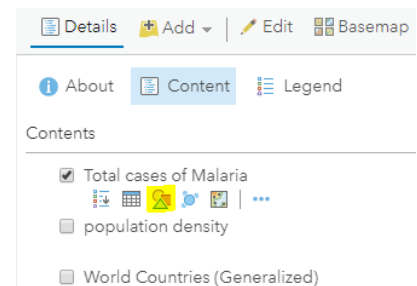 Details Add Edit Basemap
About Content Legend
Contents
Total cases of Malaria
population density
World Countries (Generalized)